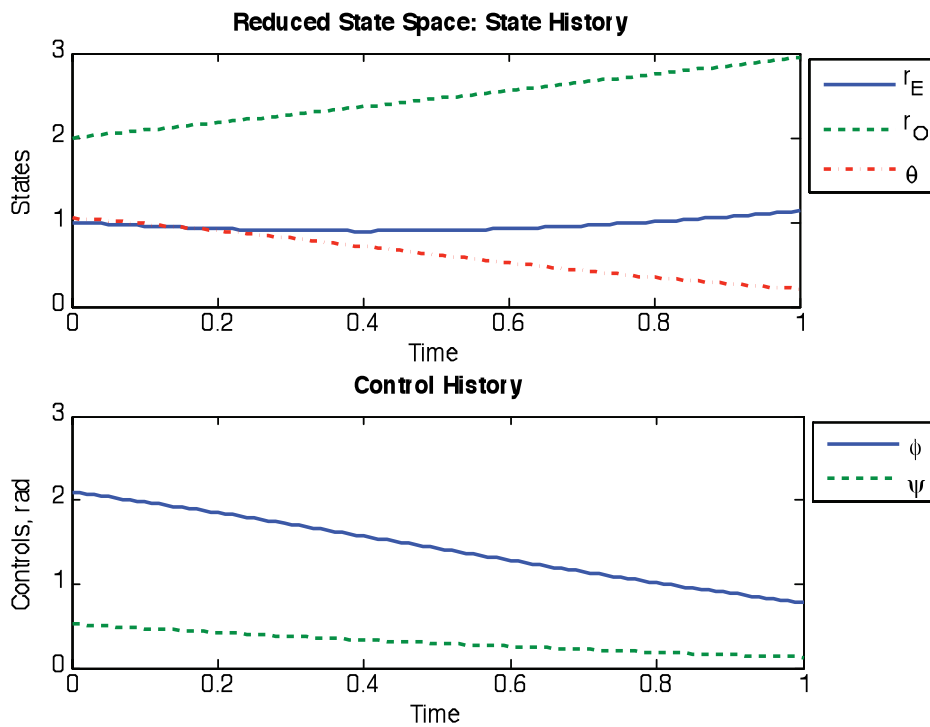 Reduced State Space: State History
3
2
1
0
States
0
0.2
0.4
0.6
0.8
1
Time
r_E
r_O
θ
Control History
3
2
1
0
Controls, rad
0
0.2
0.4
0.6
0.8
1
Time
ϕ
ψ